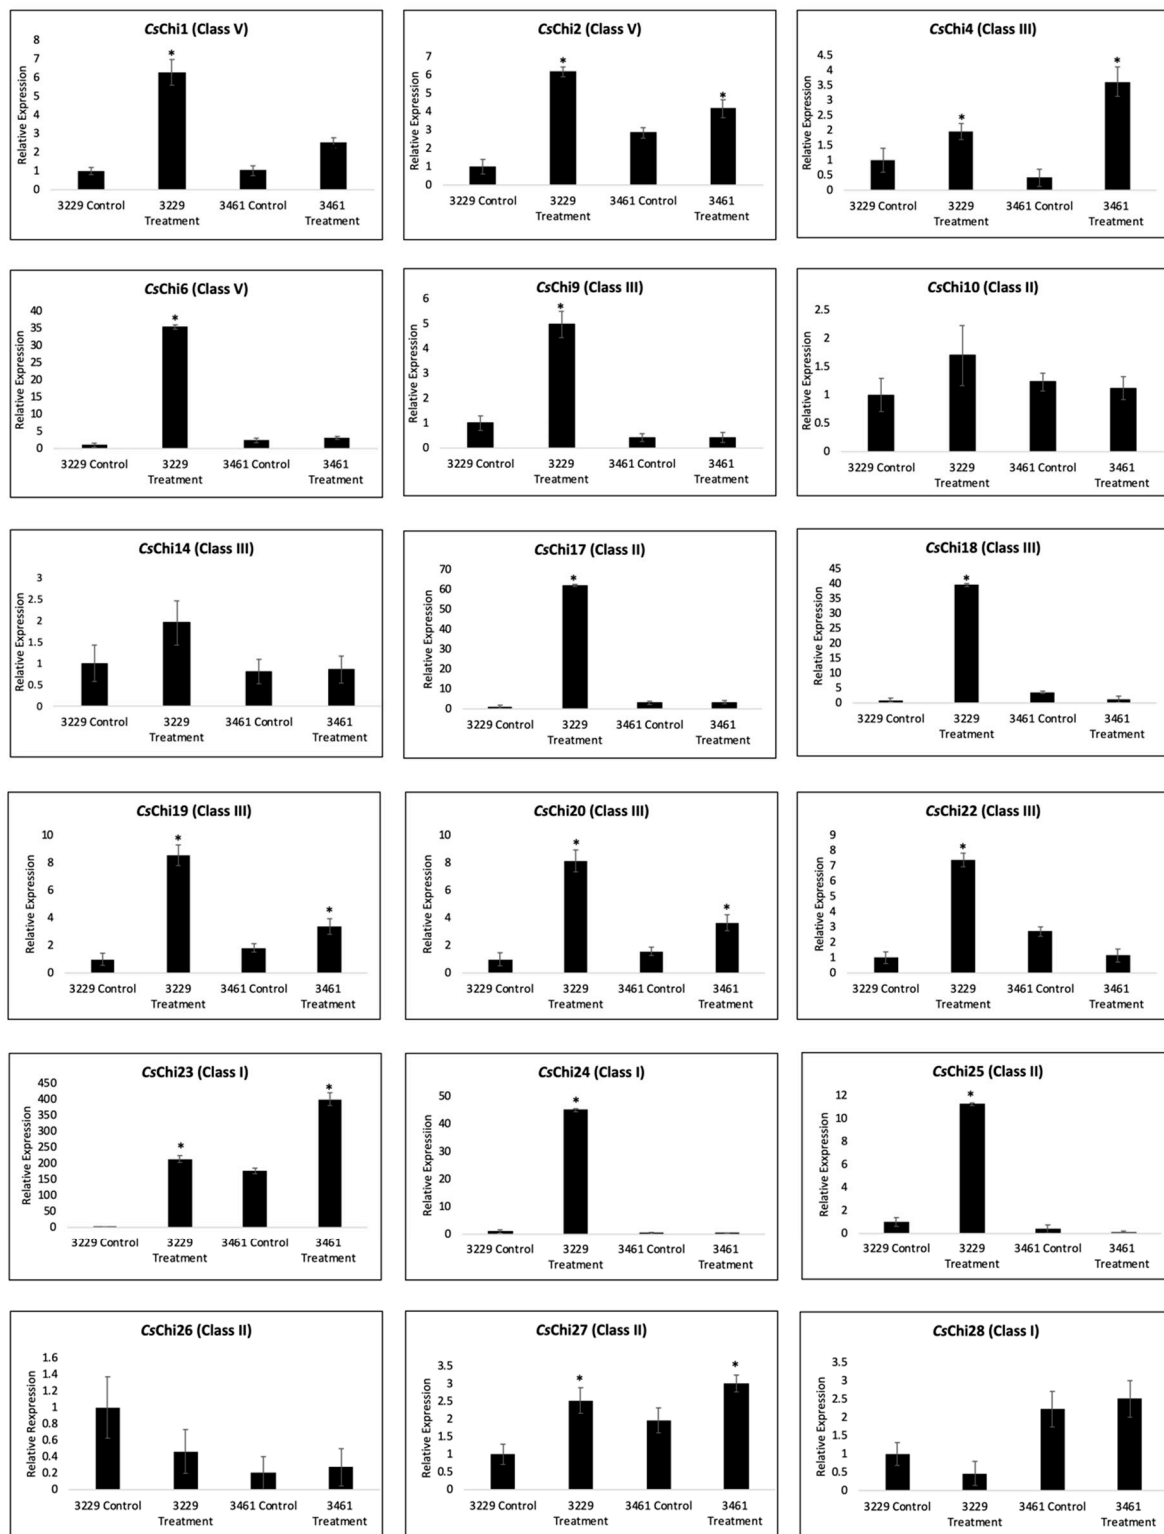 CsChi1 (Class V)
Relative Expression
8
7
6
5
4
3
2
1
0
*
3229 Control
3229
Treatment
3461 Control
3461
Treatment
CsChi2 (Class V)
Relative Expression
7
6
5
4
3
2
1
0
*
*
3229 Control
3229
Treatment
3461 Control
3461
Treatment
CsChi4 (Class III)
Relative Expression
4.5
4
3.5
3
2.5
2
1.5
1
0.5
0
*
*
3229 Control
3229
Treatment
3461 Control
3461
Treatment
CsChi6 (Class V)
Relative Expression
40
35
30
25
20
15
10
5
0
*
3229 Control
3229
Treatment
3461 Control
3461
Treatment
CsChi9 (Class III)
Relative Expression
6
5
4
3
2
1
0
*
3229 Control
3229
Treatment
3461 Control
3461
Treatment
CsChi10 (Class II)
Relative Expression
2.5
2
1.5
1
0.5
0
3229 Control
3229
Treatment
3461 Control
3461
Treatment
CsChi14 (Class III)
Relative Expression
3
2.5
2
1.5
1
0.5
0
3229 Control
3229
Treatment
3461 Control
3461
Treatment
CsChi17 (Class II)
Relative Expression
70
60
50
40
30
20
10
0
*
3229 Control
3229
Treatment
3461 Control
3461
Treatment
CsChi18 (Class III)
Relative Expression
45
40
35
30
25
20
15
10
5
0
*
3229 Control
3229
Treatment
3461 Control
3461
Treatment
CsChi19 (Class III)
Relative Expression
10
8
6
4
2
0
*
*
3229 Control
3229
Treatment
3461 Control
3461
Treatment
CsChi20 (Class III)
Relative Expression
10
8
6
4
2
0
*
*
3229 Control
3229
Treatment
3461 Control
3461
Treatment
CsChi22 (Class III)
Relative Expression
9
8
7
6
5
4
3
2
1
0
*
3229 Control
3229
Treatment
3461 Control
3461
Treatment
CsChi23 (Class I)
Relative Expression
450
400
350
300
250
200
150
100
50
0
*
*
3229 Control
3229
Treatment
3461 Control
3461
Treatment
CsChi24 (Class I)
Relative Expressiion
50
40
30
20
10
0
*
3229 Control
3229
Treatment
3461 Control
3461
Treatment
CsChi25 (Class II)
Relative Exxpression
12
10
8
6
4
2
0
*
3229 Control
3229
Treatment
3461 Control
3461
Treatment
CsChi26 (Class II)
Relative Rexpression
1.6
1.4
1.2
1
0.8
0.6
0.4
0.2
0
3229 Control
3229
Treatment
3461 Control
3461
Treatment
CsChi27 (Class II)
Relative Expression
3.5
3
2.5
2
1.5
1
0.5
0
*
*
3229 Control
3229
Treatment
3461 Control
3461
Treatment
CsChi28 (Class I)
Relative Expression
3.5
3
2.5
2
1.5
1
0.5
0
3229 Control
3229
Treatment
3461 Control
3461
Treatment